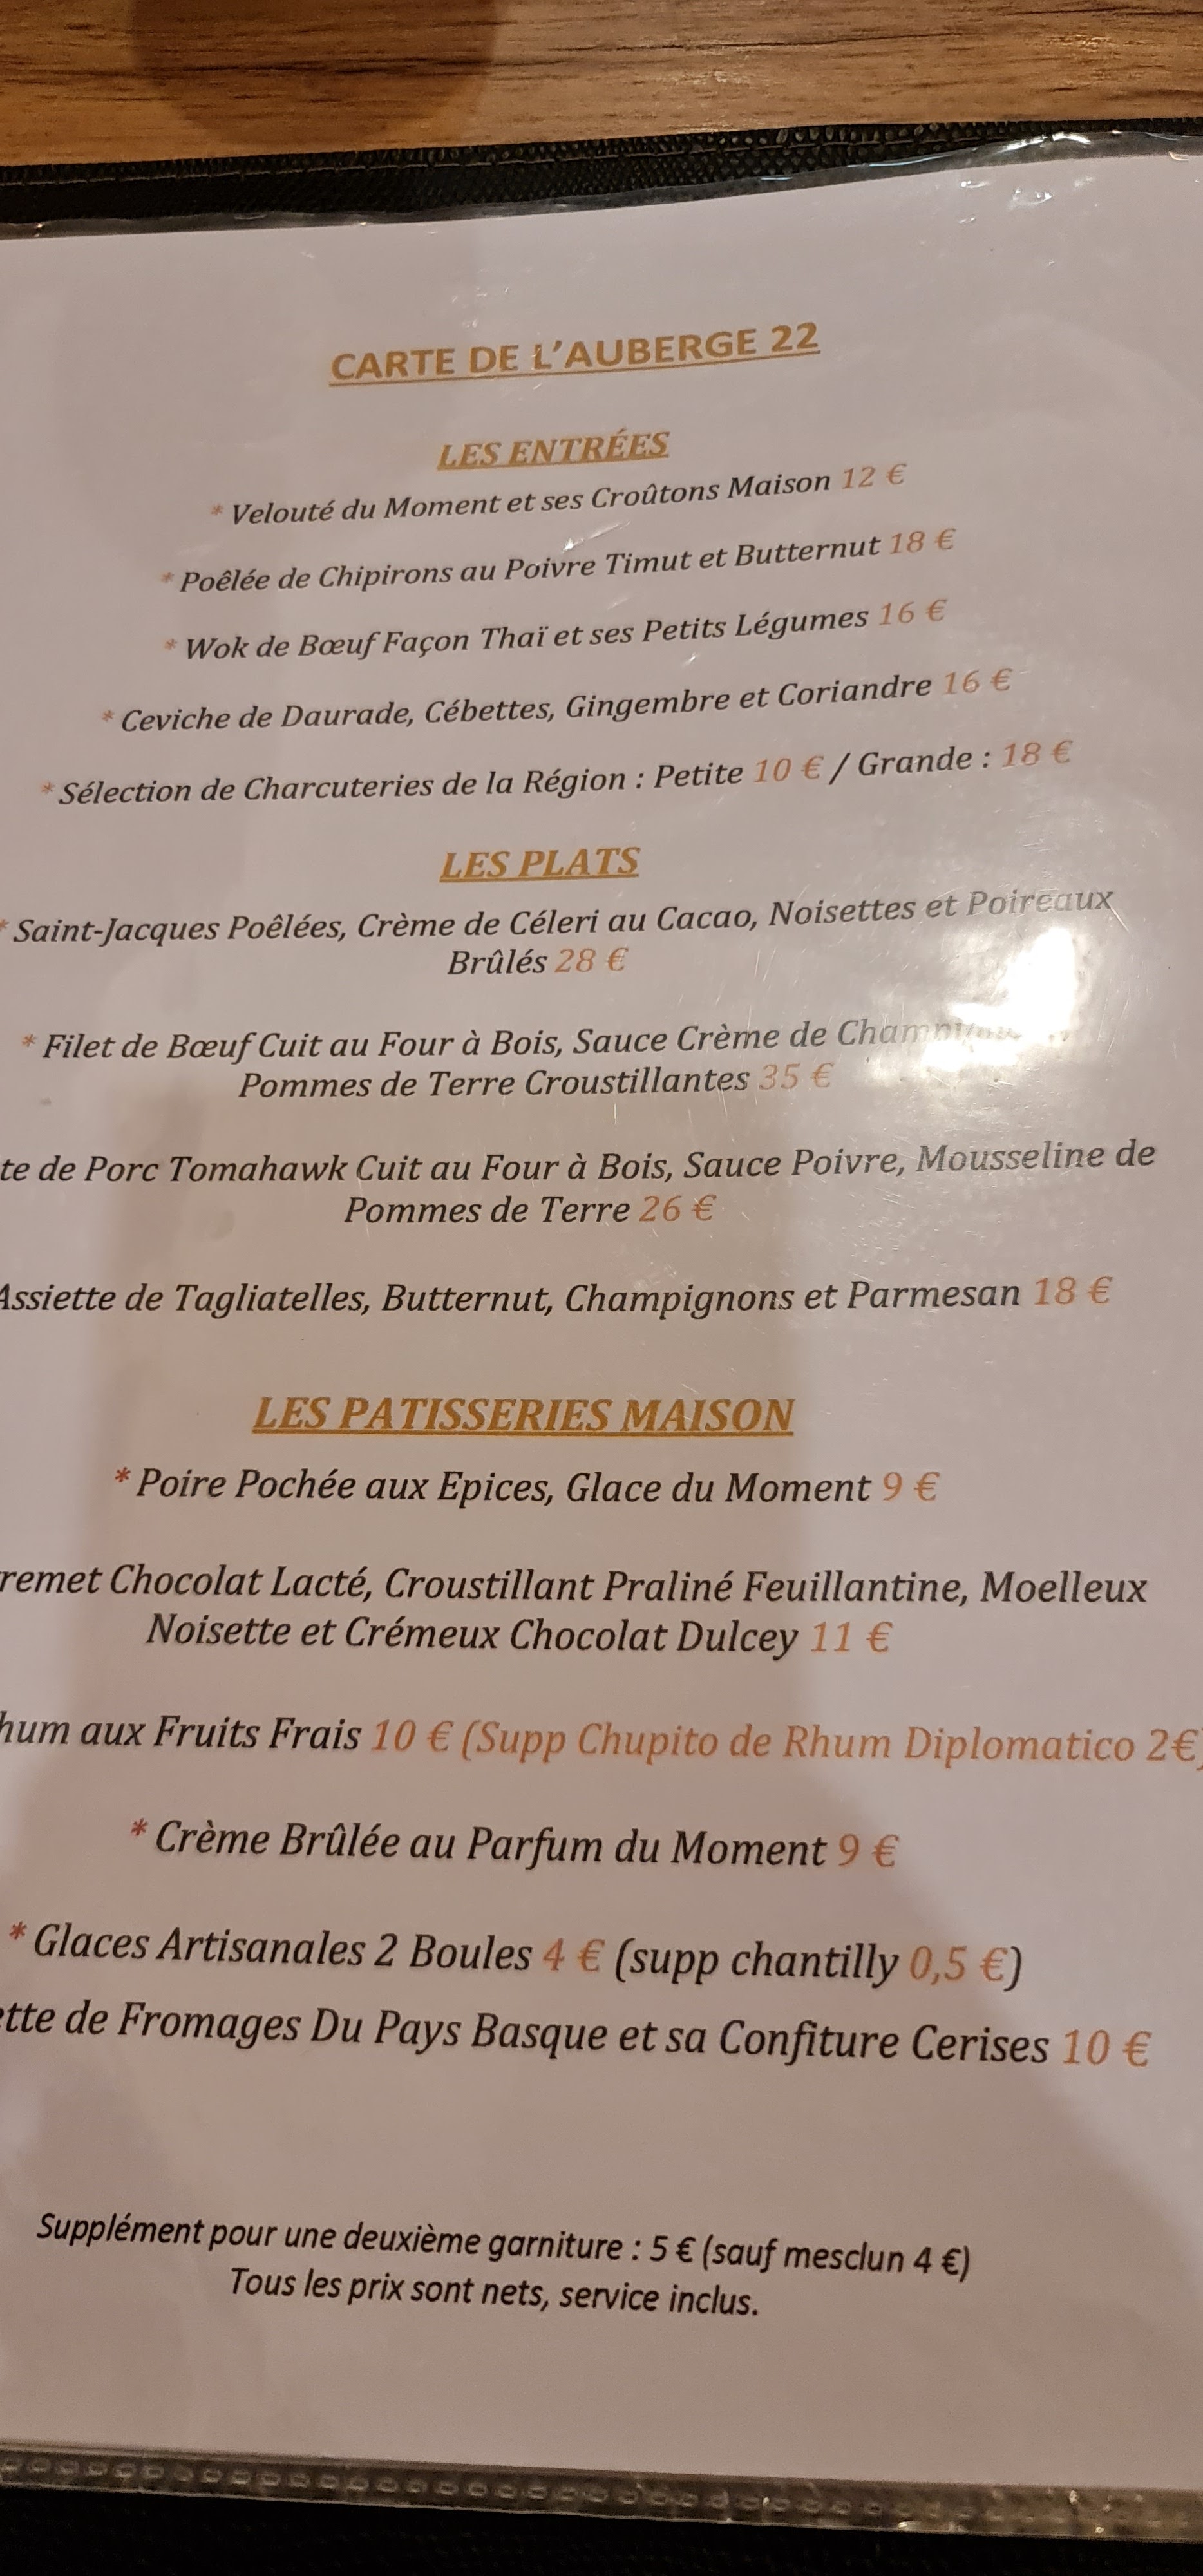 CARTE DE L'AUBERGE 22
LES ENTRÉES
* Velouté du Moment et ses Croûtons Maison 12 €
* Poêlée de Chipirons au Poivre Timut et Butternut 18 €
* Wok de Bœuf Façon Thaï et ses Petits Légumes 16 €
* Ceviche de Daurade, Cébettes, Gingembre et Coriandre 16 €
* Sélection de Charcuteries de la Région : Petite 10 € / Grande : 18 €
LES PLATS
* Saint-Jacques Poêlées, Crème de Céleri au Cacao, Noisettes et Poireaux
Brûlés 28 €
* Filet de Bœuf Cuit au Four à Bois, Sauce Crème de
Pommes de Terre Croustillantes 35 €
de Porc Tomahawk Cuit au Four à Bois, Sauce Poivre, Mousseline de
Pommes de Terre 26 €
Assiette de Tagliatelles, Butternut, Champignons et Parmesan 18 €
LES PATISSERIES MAISON
* Poire Pochée aux Epices, Glace du Moment 9 €
Chocolat Lacté, Croustillant Praliné Feuillantine, Moelleux
Noisette et Crémeux Chocolat Dulcey 11 €
aux Fruits Frais 10 € (Supp Chupito de Rhum Diplomatico 2€)
* Crème Brûlée au Parfum du Moment 9 €
* Glaces Artisanales 2 Boules 4 € (supp chantilly 0,5 €)
de Fromages Du Pays Basque et sa Confiture Cerises 10 €
Supplément pour une deuxième garniture : 5 € (sauf mesclun 4 €)
Tous les prix sont nets, service inclus.